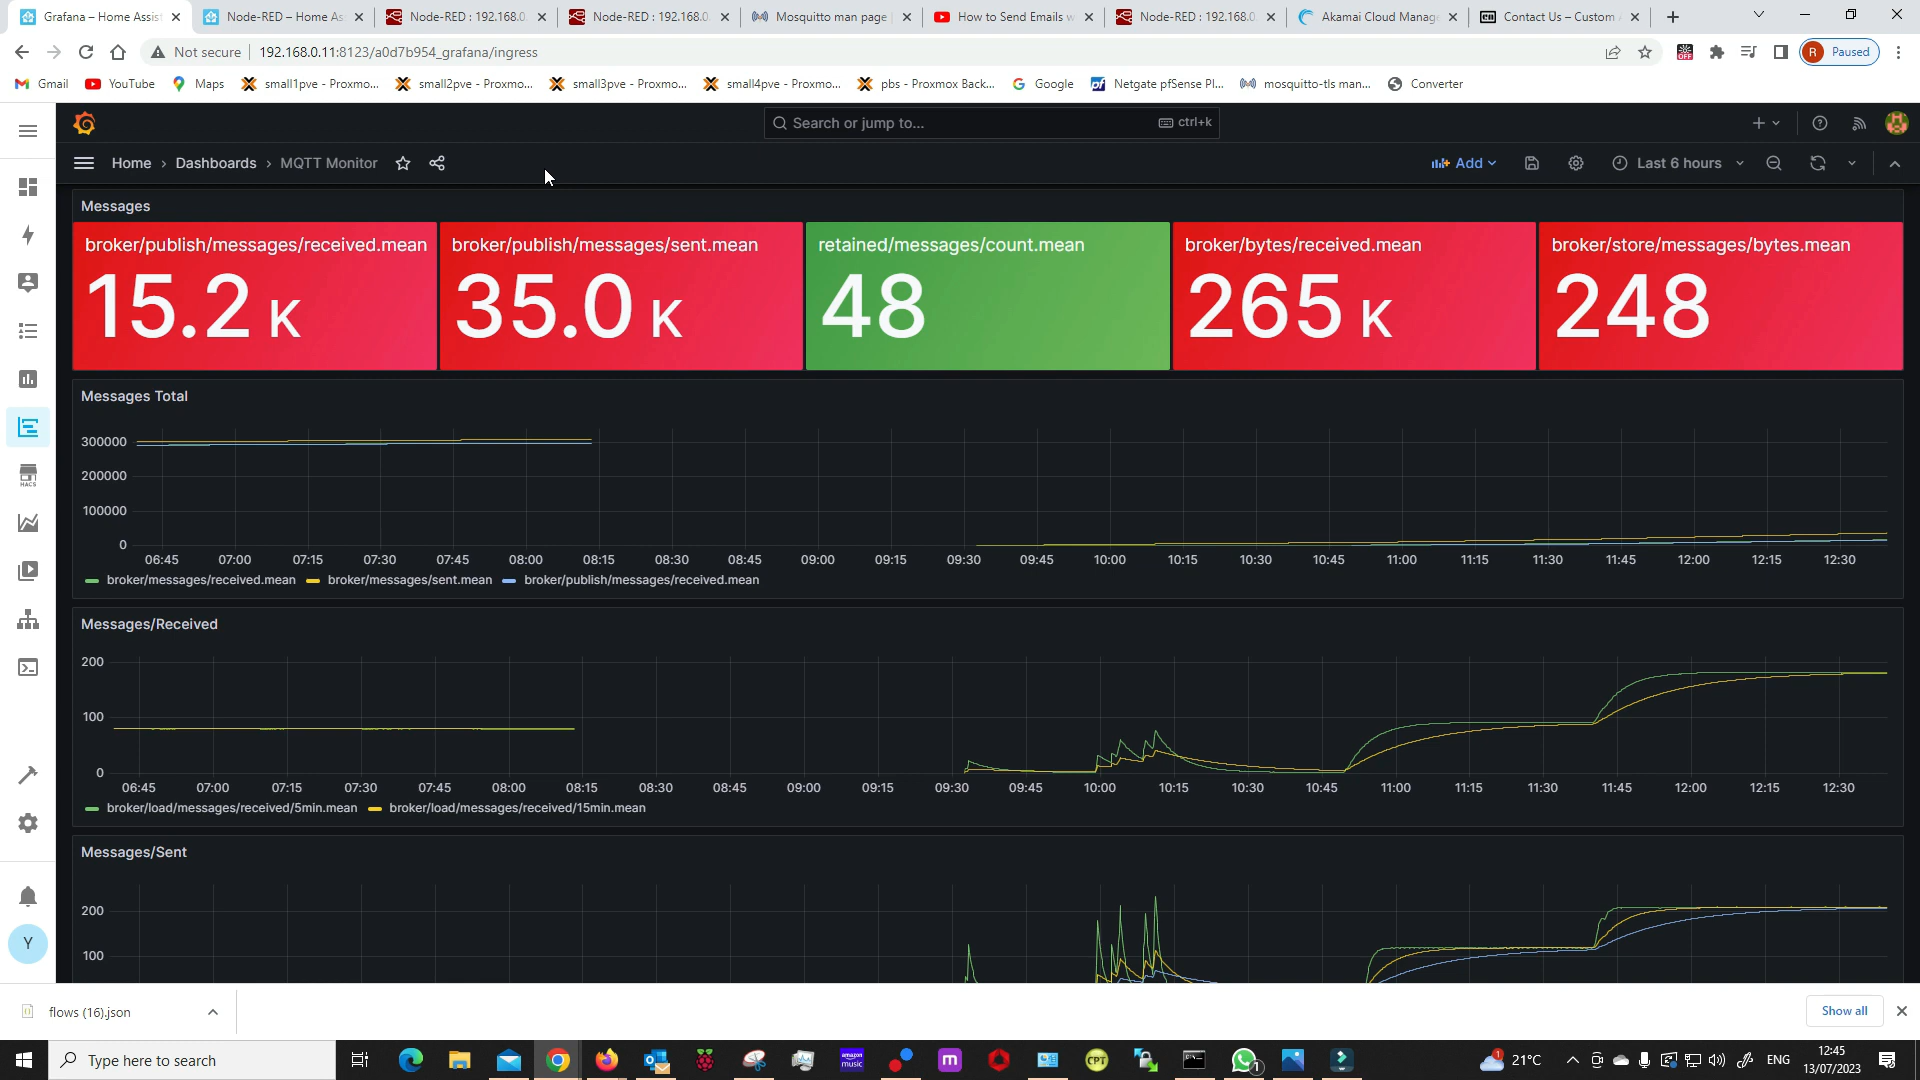 Grafana – Home Assist
Node-RED – Home As
Node-RED : 192.168.0.
Node-RED : 192.168.0.
Mosquitto man page
How to Send Emails w
Node-RED : 192.168.0.
Akamai Cloud Manag
Contact Us – Custom
Not secure
192.168.0.11:8123/a0d7b954_grafana/ingress
R
Paused
Gmail
YouTube
Maps
small1pve - Proxmo...
small2pve - Proxmo...
small3pve - Proxmo...
small4pve - Proxmo...
pbs - Proxmox Back...
Google
Netgate pfSense Pl...
mosquitto-tls man...
Converter
Search or jump to...
ctrl+k
Home
Dashboards
MQTT Monitor
Add
Last 6 hours
Messages
broker/publish/messages/received.mean
15.2 K
broker/publish/messages/sent.mean
35.0 K
retained/messages/count.mean
48
broker/bytes/received.mean
265 K
broker/store/messages/bytes.mean
248
Messages Total
300000
200000
100000
0
06:45 07:00 07:15 07:30 07:45 08:00 08:15 08:30 08:45 09:00 09:15 09:30 09:45 10:00 10:15 10:30 10:45 11:00 11:15 11:30 11:45 12:00 12:15 12:30
broker/messages/received.mean broker/messages/sent.mean broker/publish/messages/received.mean
Messages/Received
200
100
0
06:45 07:00 07:15 07:30 07:45 08:00 08:15 08:30 08:45 09:00 09:15 09:30 09:45 10:00 10:15 10:30 10:45 11:00 11:15 11:30 11:45 12:00 12:15 12:30
broker/load/messages/received/5min.mean broker/load/messages/received/15min.mean
Messages/Sent
200
100
HACS
Y
flows (16).json
Show all
Type here to search
amazon music
m
CPT
1
1
21°C
ENG
12:45
13/07/2023